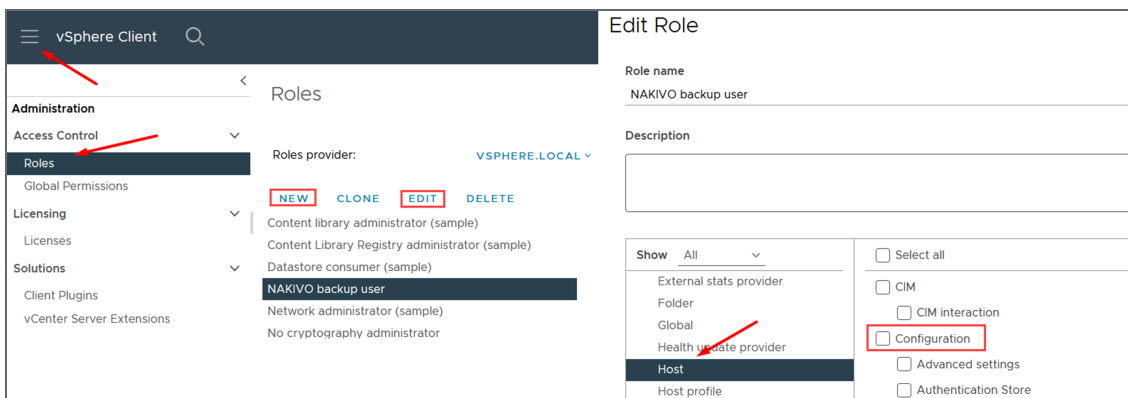 vSphere Client
Administration
Access Control
Roles
Global Permissions
Licensing
Licenses
Solutions
Client Plugins
vCenter Server Extensions
Roles
Roles provider: VSPHERE.LOCAL
NEW CLONE EDIT DELETE
Content library administrator (sample)
Content Library Registry administrator (sample)
Datastore consumer (sample)
NAKIVO backup user
Network administrator (sample)
No cryptography administrator
Edit Role
Role name
NAKIVO backup user
Description
Show All
External stats provider
Folder
Global
Health update provider
Host
Host profile
Select all
CIM
CIM interaction
Configuration
Advanced settings
Authentication Store